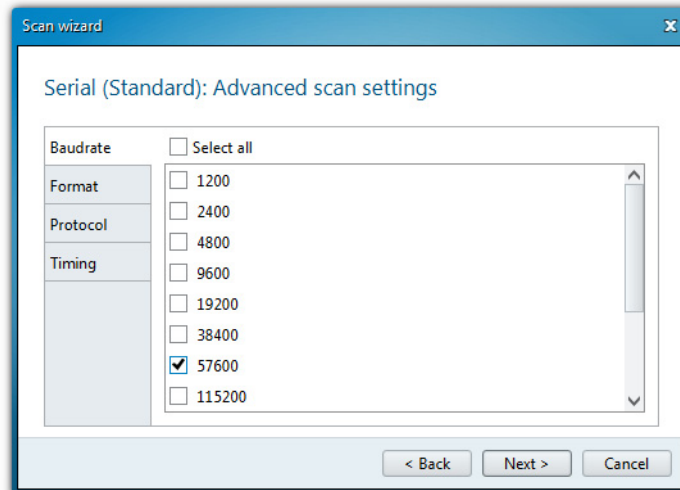 Scan wizard
Serial (Standard): Advanced scan settings
Baudrate
Format
Protocol
Timing
Select all
1200
2400
4800
9600
19200
38400
57600
115200
< Back Next > Cancel